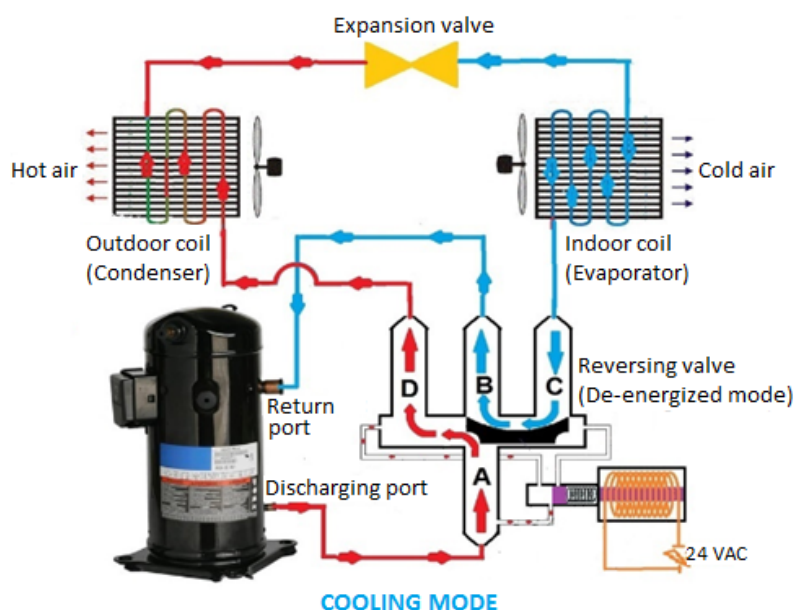 Expansion valve
Hot air
Cold air
Outdoor coil
(Condenser)
Indoor coil
(Evaporator)
D
B
C
Reversing valve
(De-energized mode)
Return
port
A
Discharging port
24 VAC
COOLING MODE